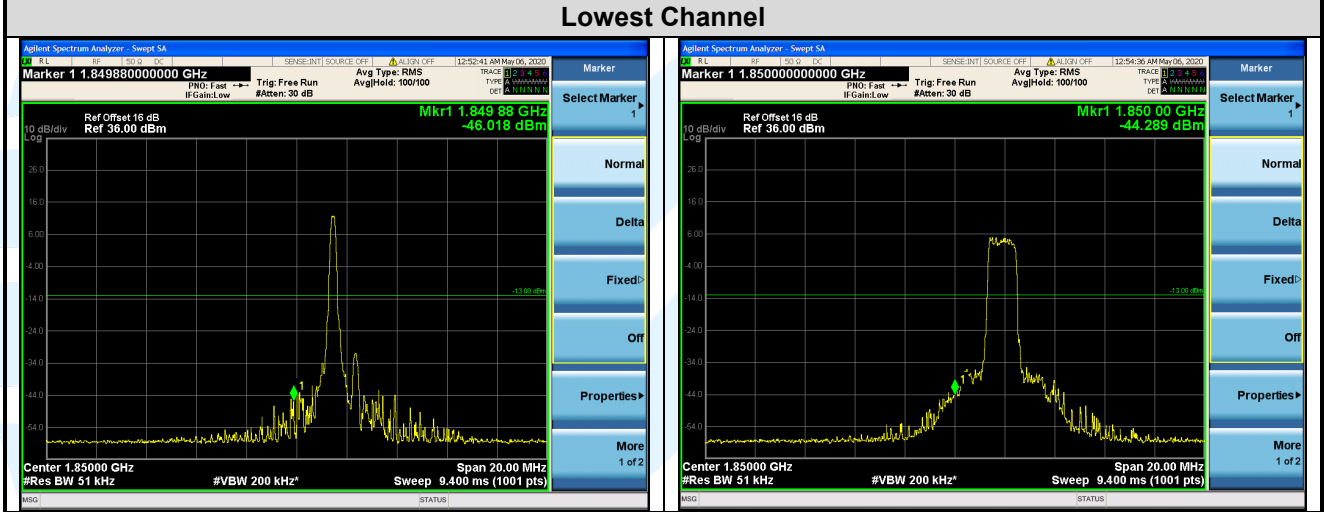 Lowest Channel
Agilent Spectrum Analyzer - Swept SA
RL RF 50 Ω DC SENSE:INT SOURCE OFF ALIGN OFF 12:52:41 AM May 06, 2020
Marker 1 1.849880000000 GHz
PNO: Fast
IFGain:Low
Trig: Free Run
#Atten: 30 dB
Avg Type: RMS
Avg|Hold: 100/100
TRACE 1 2 3 4 5 6
TYPE A WWWWW
DET A N N N N N
Ref Offset 16 dB
Ref 36.00 dBm
Mkr1 1.849 88 GHz
-46.018 dBm
10 dB/div
Log
26.0
16.0
6.00
-4.00
-14.0
-24.0
-34.0
-44.0
-54.0
-13.00 dBm
1
Center 1.85000 GHz
Span 20.00 MHz
#Res BW 51 kHz
#VBW 200 kHz*
Sweep 9.400 ms (1001 pts)
MSG
STATUS
Marker
Select Marker
1
Normal
Delta
Fixed
Off
Properties
More
1 of 2
Agilent Spectrum Analyzer - Swept SA
RL RF 50 Ω DC SENSE:INT SOURCE OFF ALIGN OFF 12:54:36 AM May 06, 2020
Marker 1 1.850000000000 GHz
PNO: Fast
IFGain:Low
Trig: Free Run
#Atten: 30 dB
Avg Type: RMS
Avg|Hold: 100/100
TRACE 1 2 3 4 5 6
TYPE A WWWWW
DET A N N N N N
Ref Offset 16 dB
Ref 36.00 dBm
Mkr1 1.850 00 GHz
-44.289 dBm
10 dB/div
Log
26.0
16.0
6.00
-4.00
-14.0
-24.0
-34.0
-44.0
-54.0
-13.00 dBm
1
Center 1.85000 GHz
Span 20.00 MHz
#Res BW 51 kHz
#VBW 200 kHz*
Sweep 9.400 ms (1001 pts)
MSG
STATUS
Marker
Select Marker
1
Normal
Delta
Fixed
Off
Properties
More
1 of 2